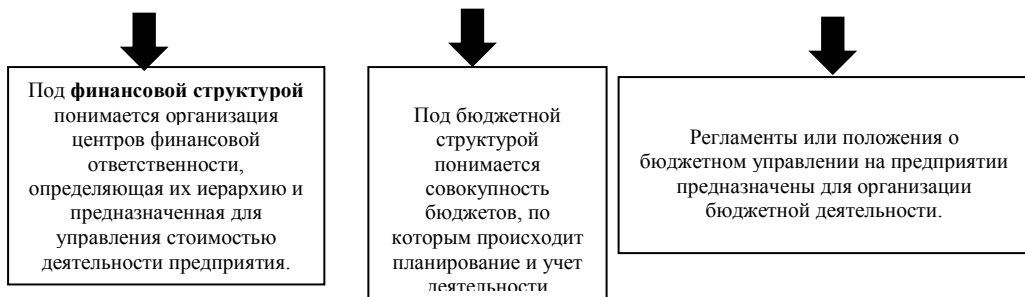 Под финансовой структурой
понимается организация
центров финансовой
ответственности,
определяющая их иерархию и
предназначенная для
управления стоимостью
деятельности предприятия.
Под бюджетной
структурой
понимается
совокупность
бюджетов, по
которым происходит
планирование и учет
деятельности
Регламенты или положения о
бюджетном управлении на предприятии
предназначены для организации
бюджетной деятельности.